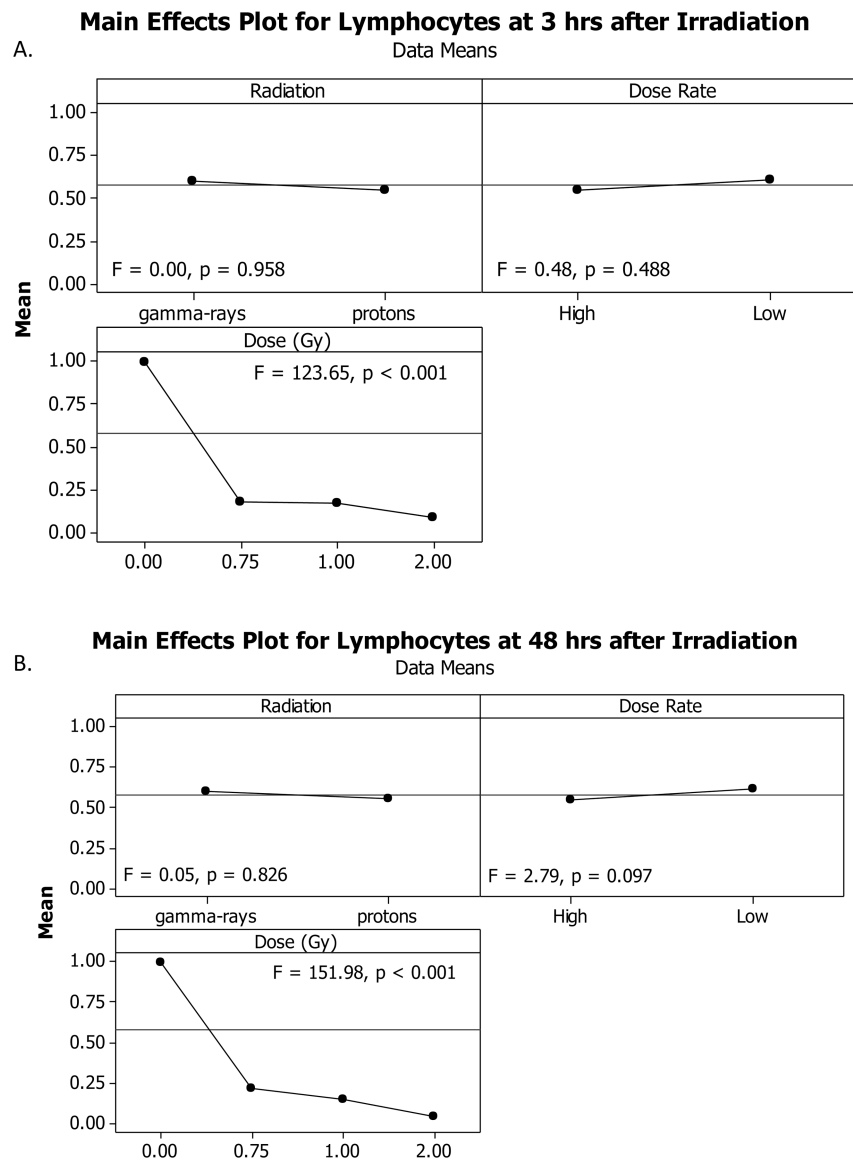 Main Effects Plot for Lymphocytes at 3 hrs after Irradiation
A.
Data Means
Radiation
Dose Rate
1.00
0.75
0.50
0.25
0.00
F = 0.00, p = 0.958
F = 0.48, p = 0.488
gamma-rays
protons
High
Low
Mean
Dose (Gy)
1.00
0.75
0.50
0.25
0.00
F = 123.65, p < 0.001
0.00
0.75
1.00
2.00
Main Effects Plot for Lymphocytes at 48 hrs after Irradiation
B.
Data Means
Radiation
Dose Rate
1.00
0.75
0.50
0.25
0.00
F = 0.05, p = 0.826
F = 2.79, p = 0.097
gamma-rays
protons
High
Low
Mean
Dose (Gy)
1.00
0.75
0.50
0.25
0.00
F = 151.98, p < 0.001
0.00
0.75
1.00
2.00